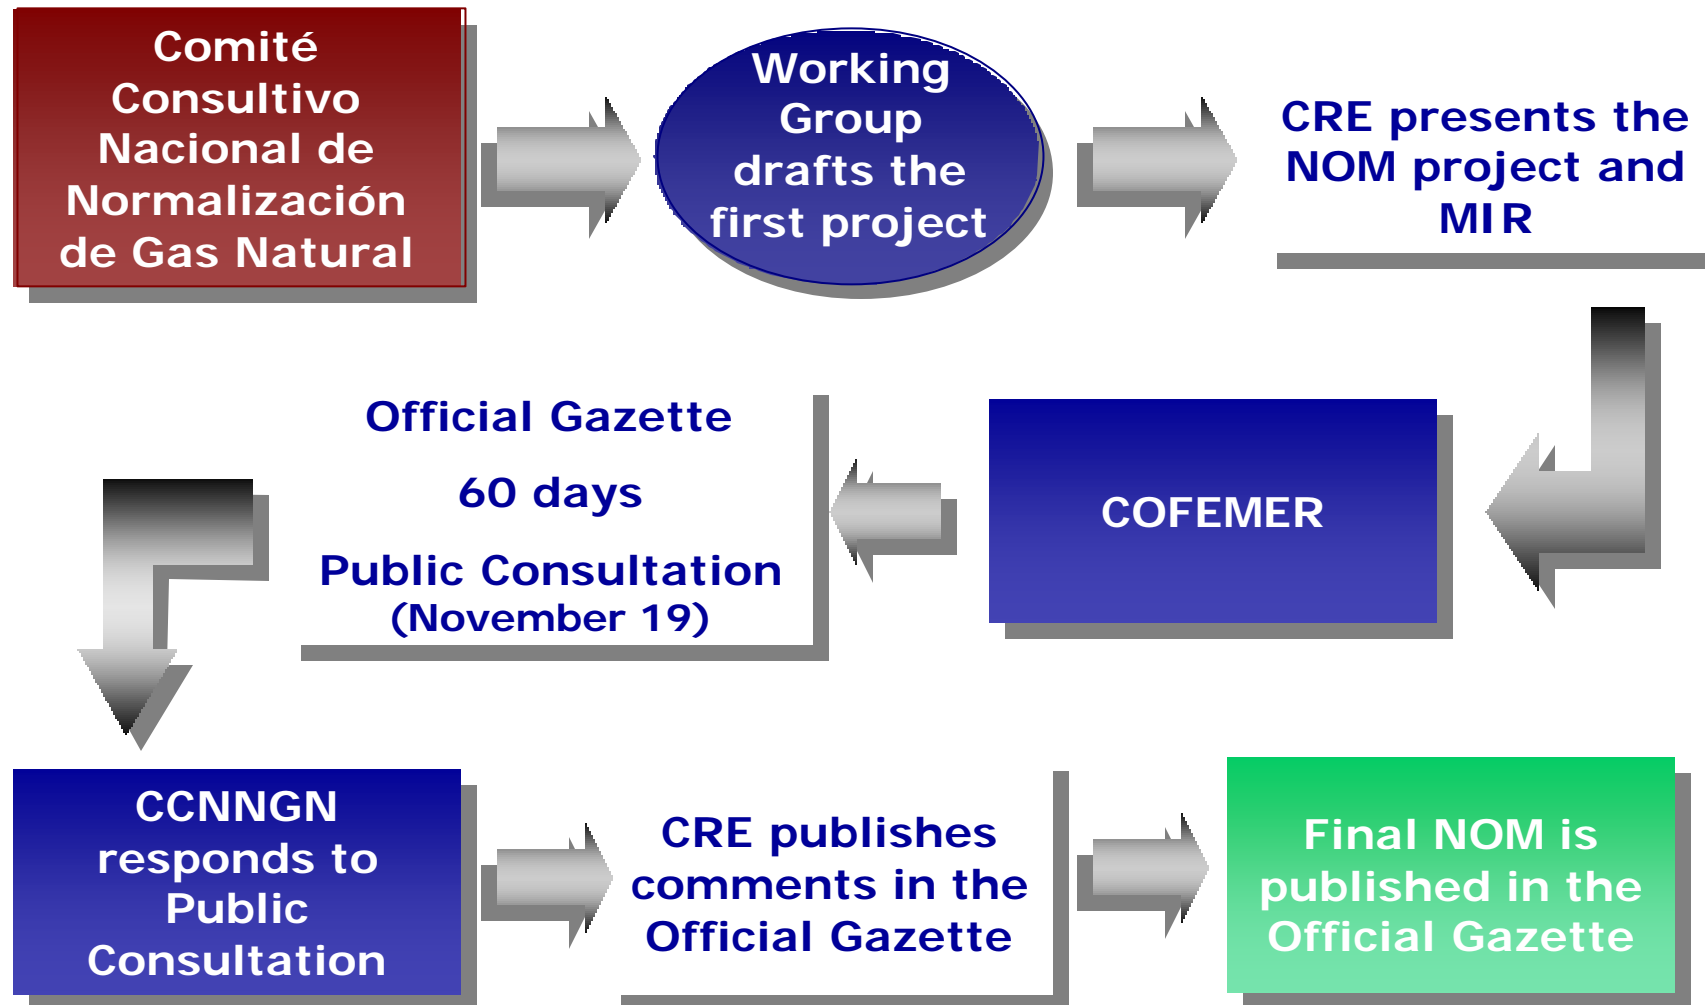 Comité
Consultivo
Nacional de
Normalización
de Gas Natural
Working
Group
drafts the
first project
CRE presents the
NOM project and
MIR
COFEMER
Official Gazette
60 days
Public Consultation
(November 19)
CCNNGN
responds to
Public
Consultation
CRE publishes
comments in the
Official Gazette
Final NOM is
published in the
Official Gazette